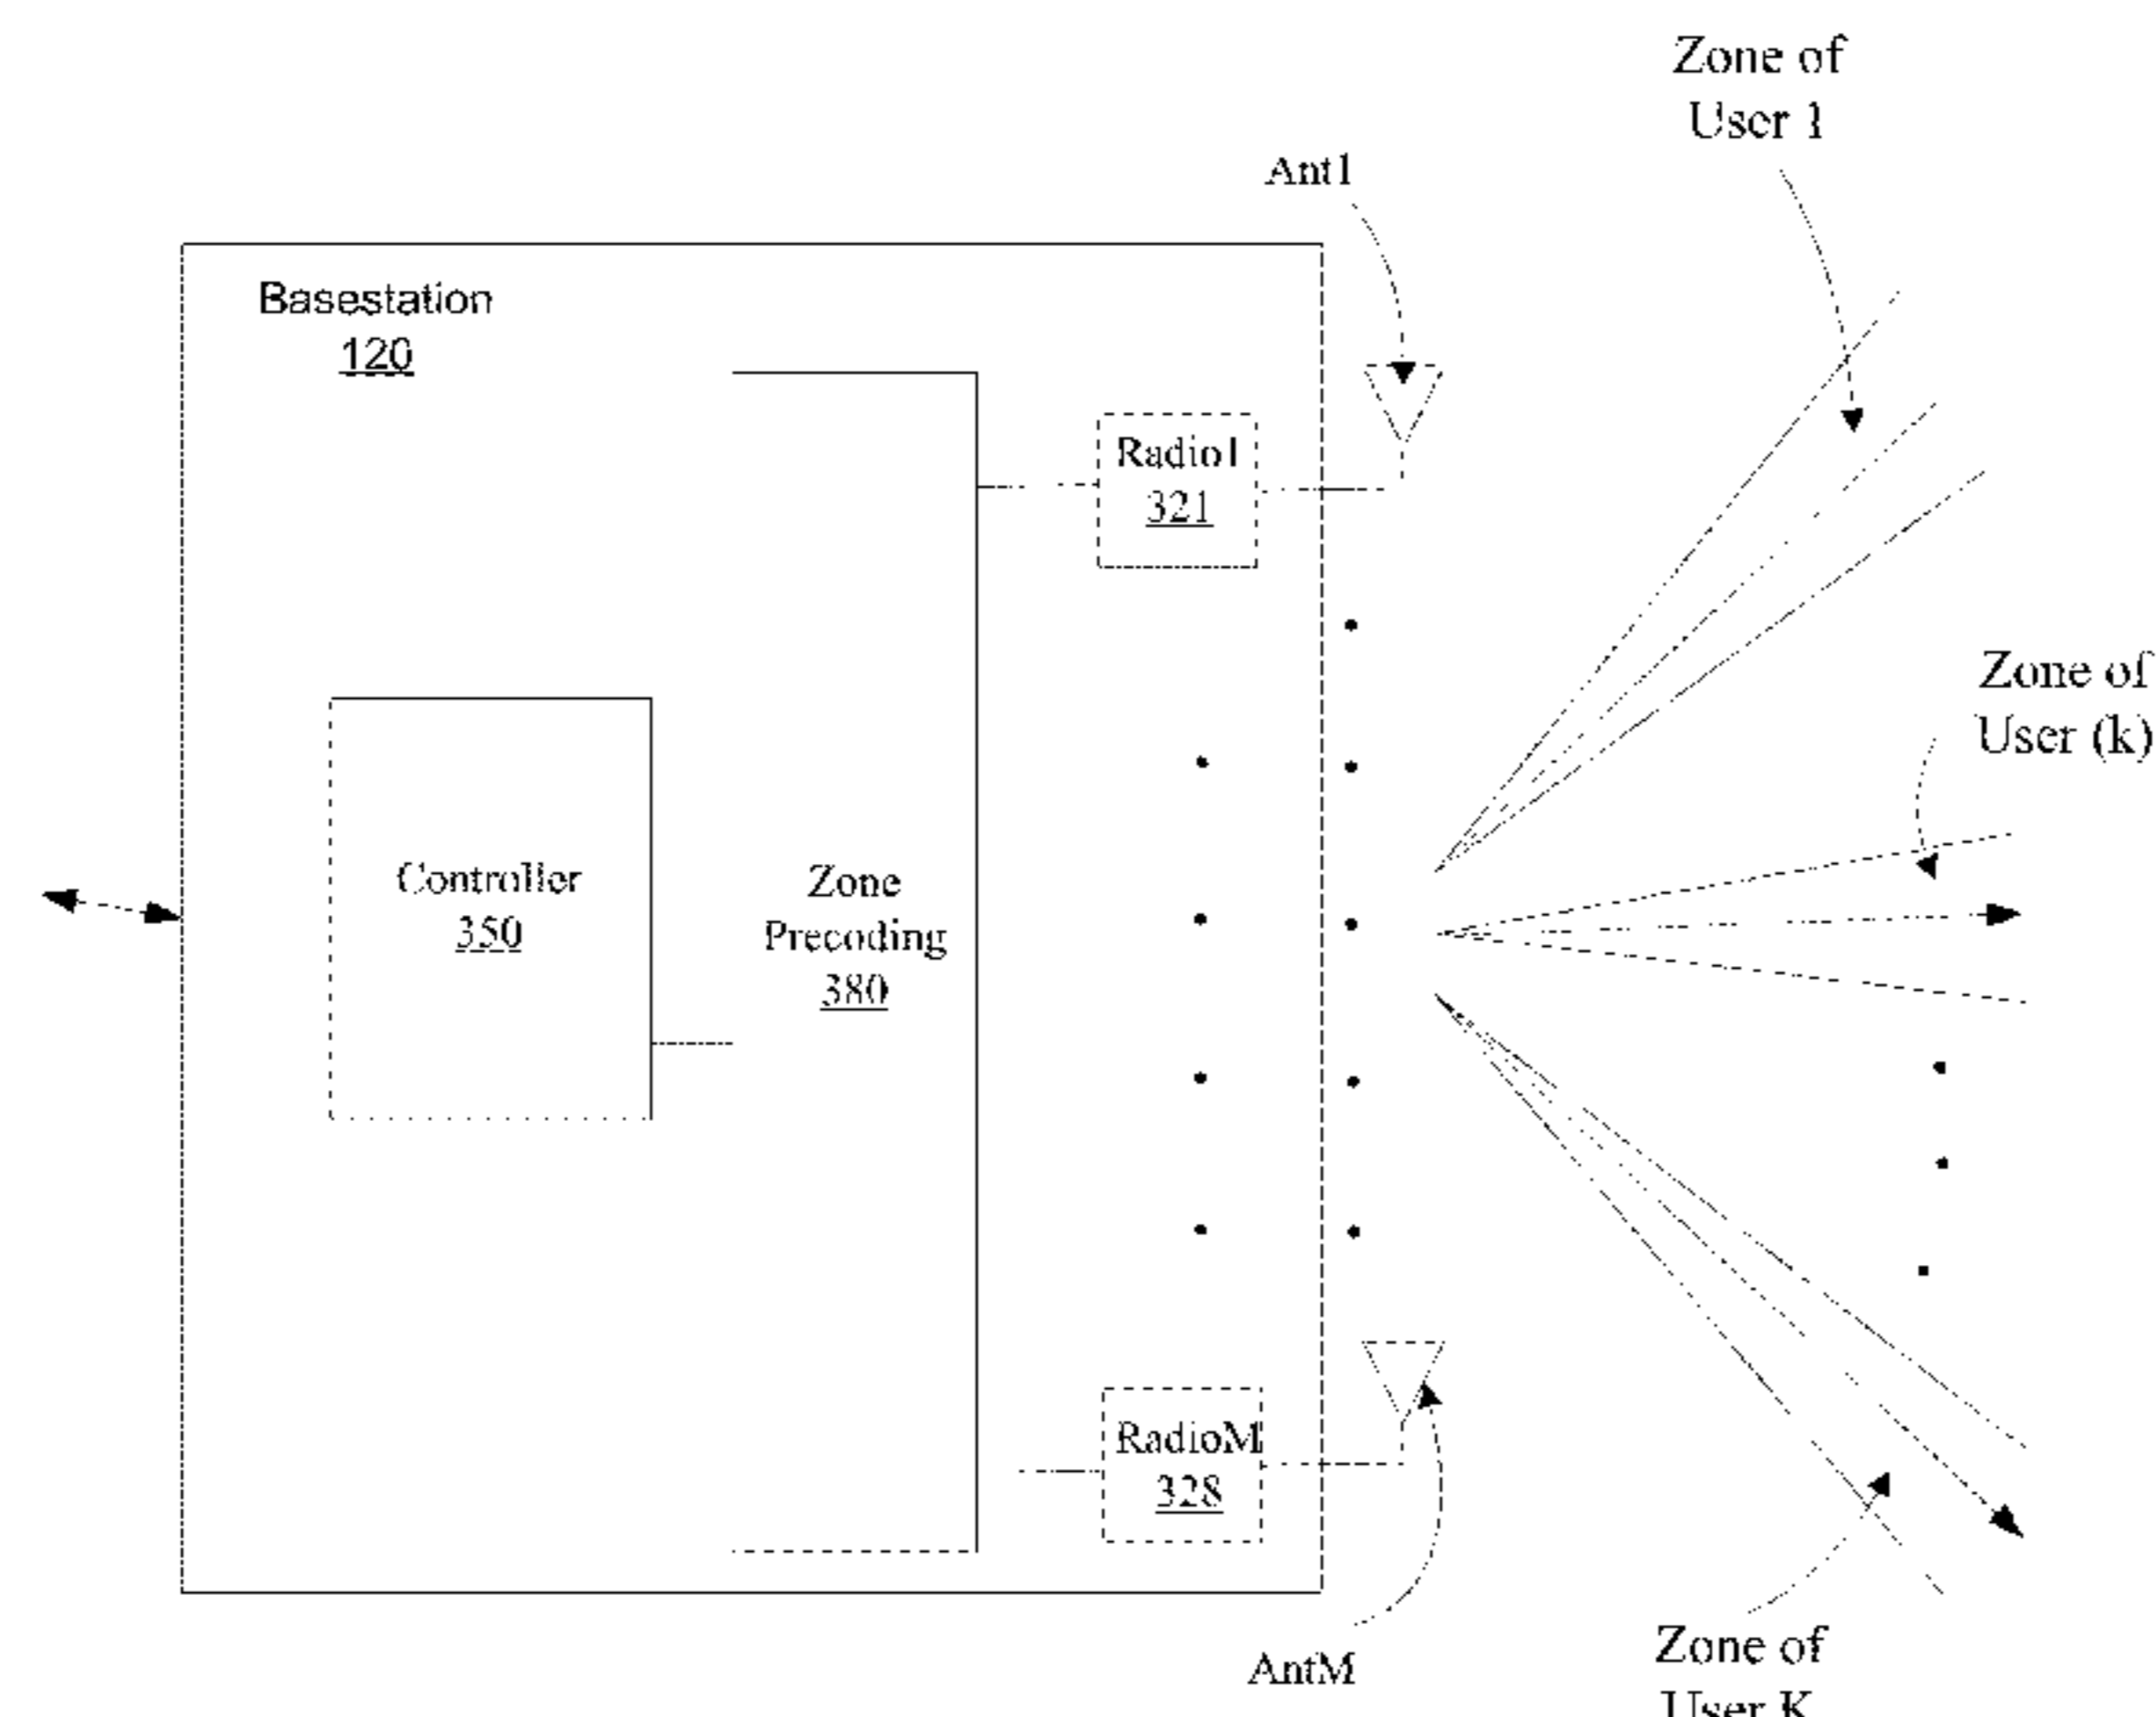 Zone of
User 1
Ant1
Basestation
120
Radio1
321
Zone of
User (k)
Controller
350
Zone
Precoding
380
RadioM
328
AntM
Zone of
User K